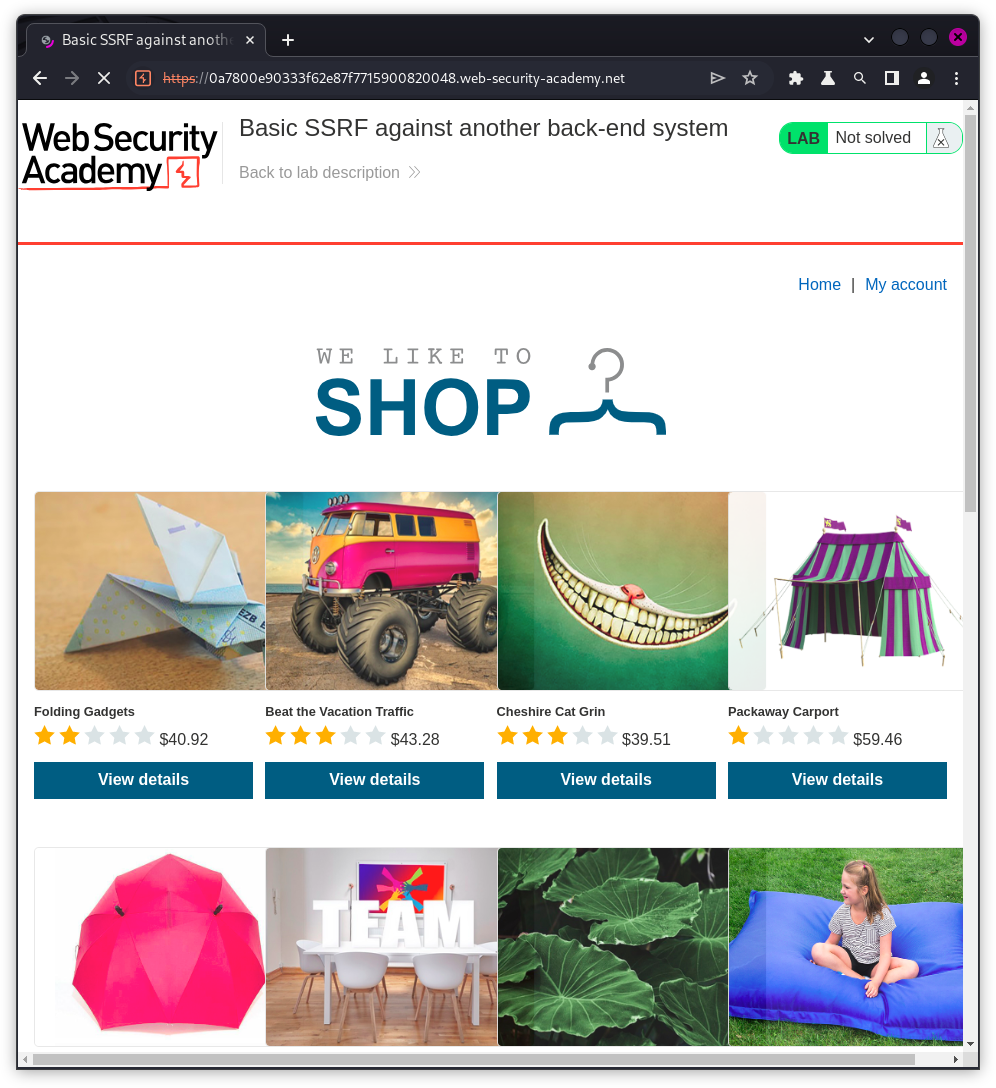 Basic SSRF against anothe
https://0a7800e90333f62e87f7715900820048.web-security-academy.net
Web Security
Academy
Basic SSRF against another back-end system
Back to lab description
LAB Not solved
Home | My account
WE LIKE TO
SHOP
EZB
Folding Gadgets
Beat the Vacation Traffic
Cheshire Cat Grin
Packaway Carport
$40.92
$43.28
$39.51
$59.46
View details
View details
View details
View details
TEAM